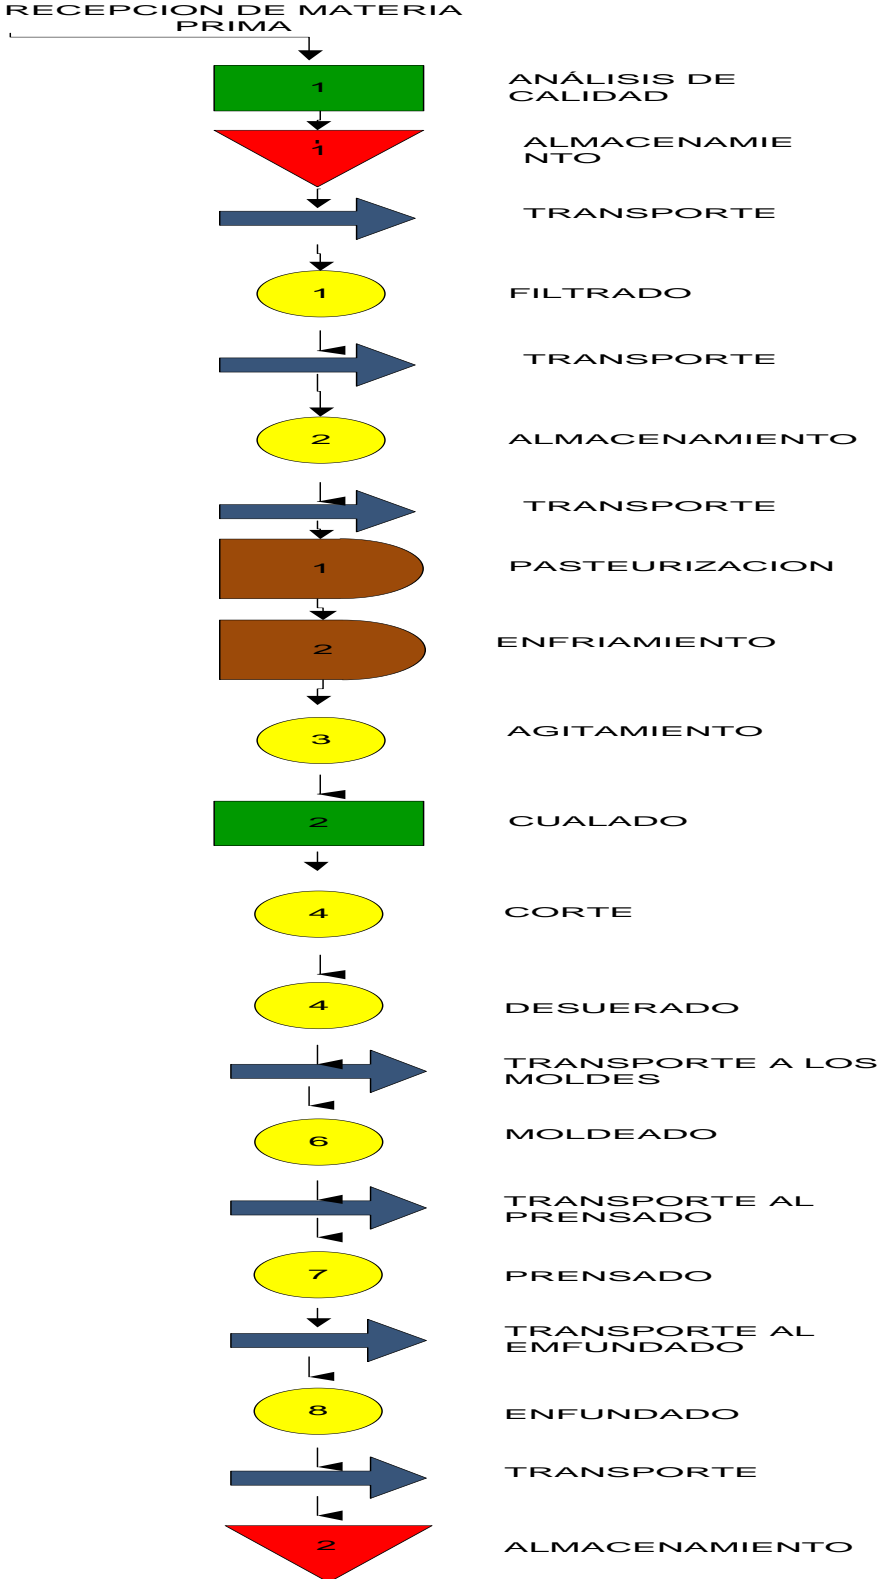 RECEPCION DE MATERIA
PRIMA
1
ANÁLISIS DE
CALIDAD
1
ALMACENAMIE
NTO
TRANSPORTE
1
FILTRADO
TRANSPORTE
2
ALMACENAMIENTO
TRANSPORTE
1
PASTEURIZACION
2
ENFRIAMIENTO
3
AGITAMIENTO
2
CUALADO
4
CORTE
4
DESUERADO
TRANSPORTE A LOS
MOLDES
6
MOLDEADO
TRANSPORTE AL
PRENSADO
7
PRENSADO
TRANSPORTE AL
EMFUNDADO
8
ENFUNDADO
TRANSPORTE
2
ALMACENAMIENTO